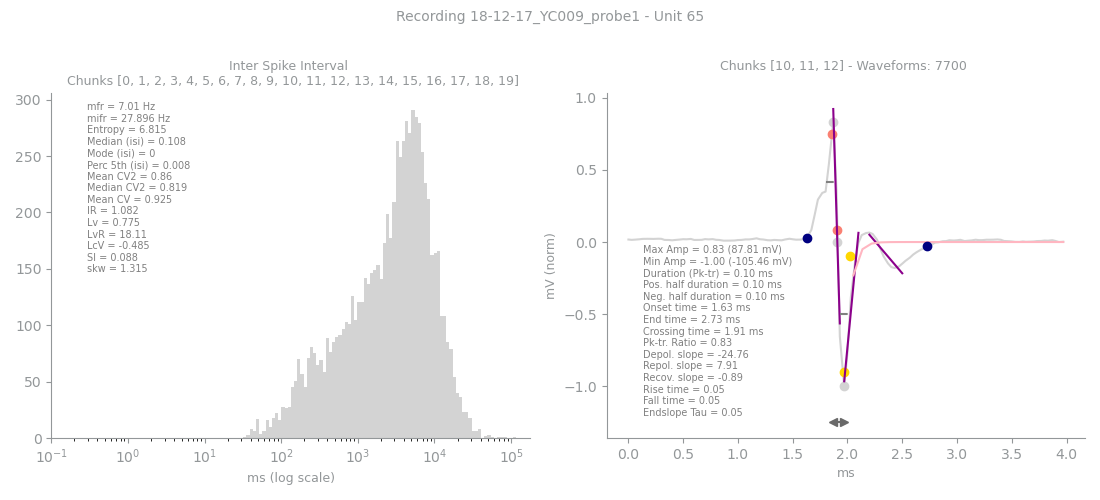 Recording 18-12-17_YC009_probe1 - Unit 65
Inter Spike Interval
Chunks [0, 1, 2, 3, 4, 5, 6, 7, 8, 9, 10, 11, 12, 13, 14, 15, 16, 17, 18, 19]
300
250
200
150
100
50
0
mfr = 7.01 Hz
mifr = 27.896 Hz
Entropy = 6.815
Median (isi) = 0.108
Mode (isi) = 0
Perc 5th (isi) = 0.008
Mean CV2 = 0.86
Median CV2 = 0.819
Mean CV = 0.925
IR = 1.082
Lv = 0.775
LvR = 18.11
LcV = -0.485
SI = 0.088
skw = 1.315
10⁻¹ 10⁰ 10¹ 10² 10³ 10⁴ 10⁵
ms (log scale)
Chunks [10, 11, 12] - Waveforms: 7700
mV (norm)
1.0
0.5
0.0
−0.5
−1.0
Max Amp = 0.83 (87.81 mV)
Min Amp = -1.00 (-105.46 mV)
Duration (Pk-tr) = 0.10 ms
Pos. half duration = 0.10 ms
Neg. half duration = 0.10 ms
Onset time = 1.63 ms
End time = 2.73 ms
Crossing time = 1.91 ms
Pk-tr. Ratio = 0.83
Depol. slope = -24.76
Repol. slope = 7.91
Recov. slope = -0.89
Rise time = 0.05
Fall time = 0.05
Endslope Tau = 0.05
0.0 0.5 1.0 1.5 2.0 2.5 3.0 3.5 4.0
ms